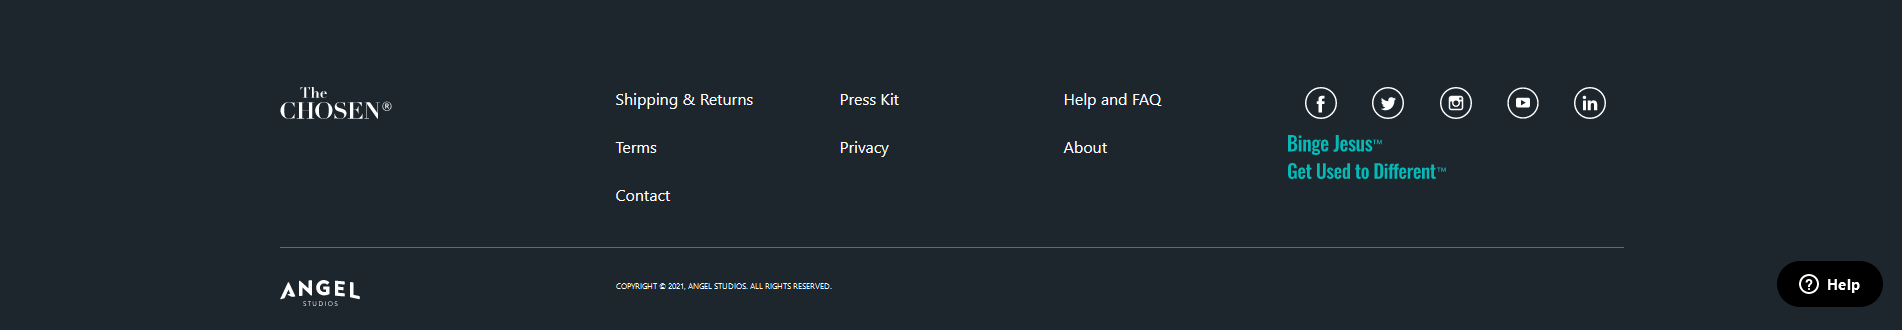 The
CHOSEN®
Shipping & Returns
Press Kit
Help and FAQ
Terms
Privacy
About
Contact
Binge Jesus™
Get Used to Different™
ANGEL
STUDIOS
COPYRIGHT © 2021, ANGEL STUDIOS. ALL RIGHTS RESERVED.
Help